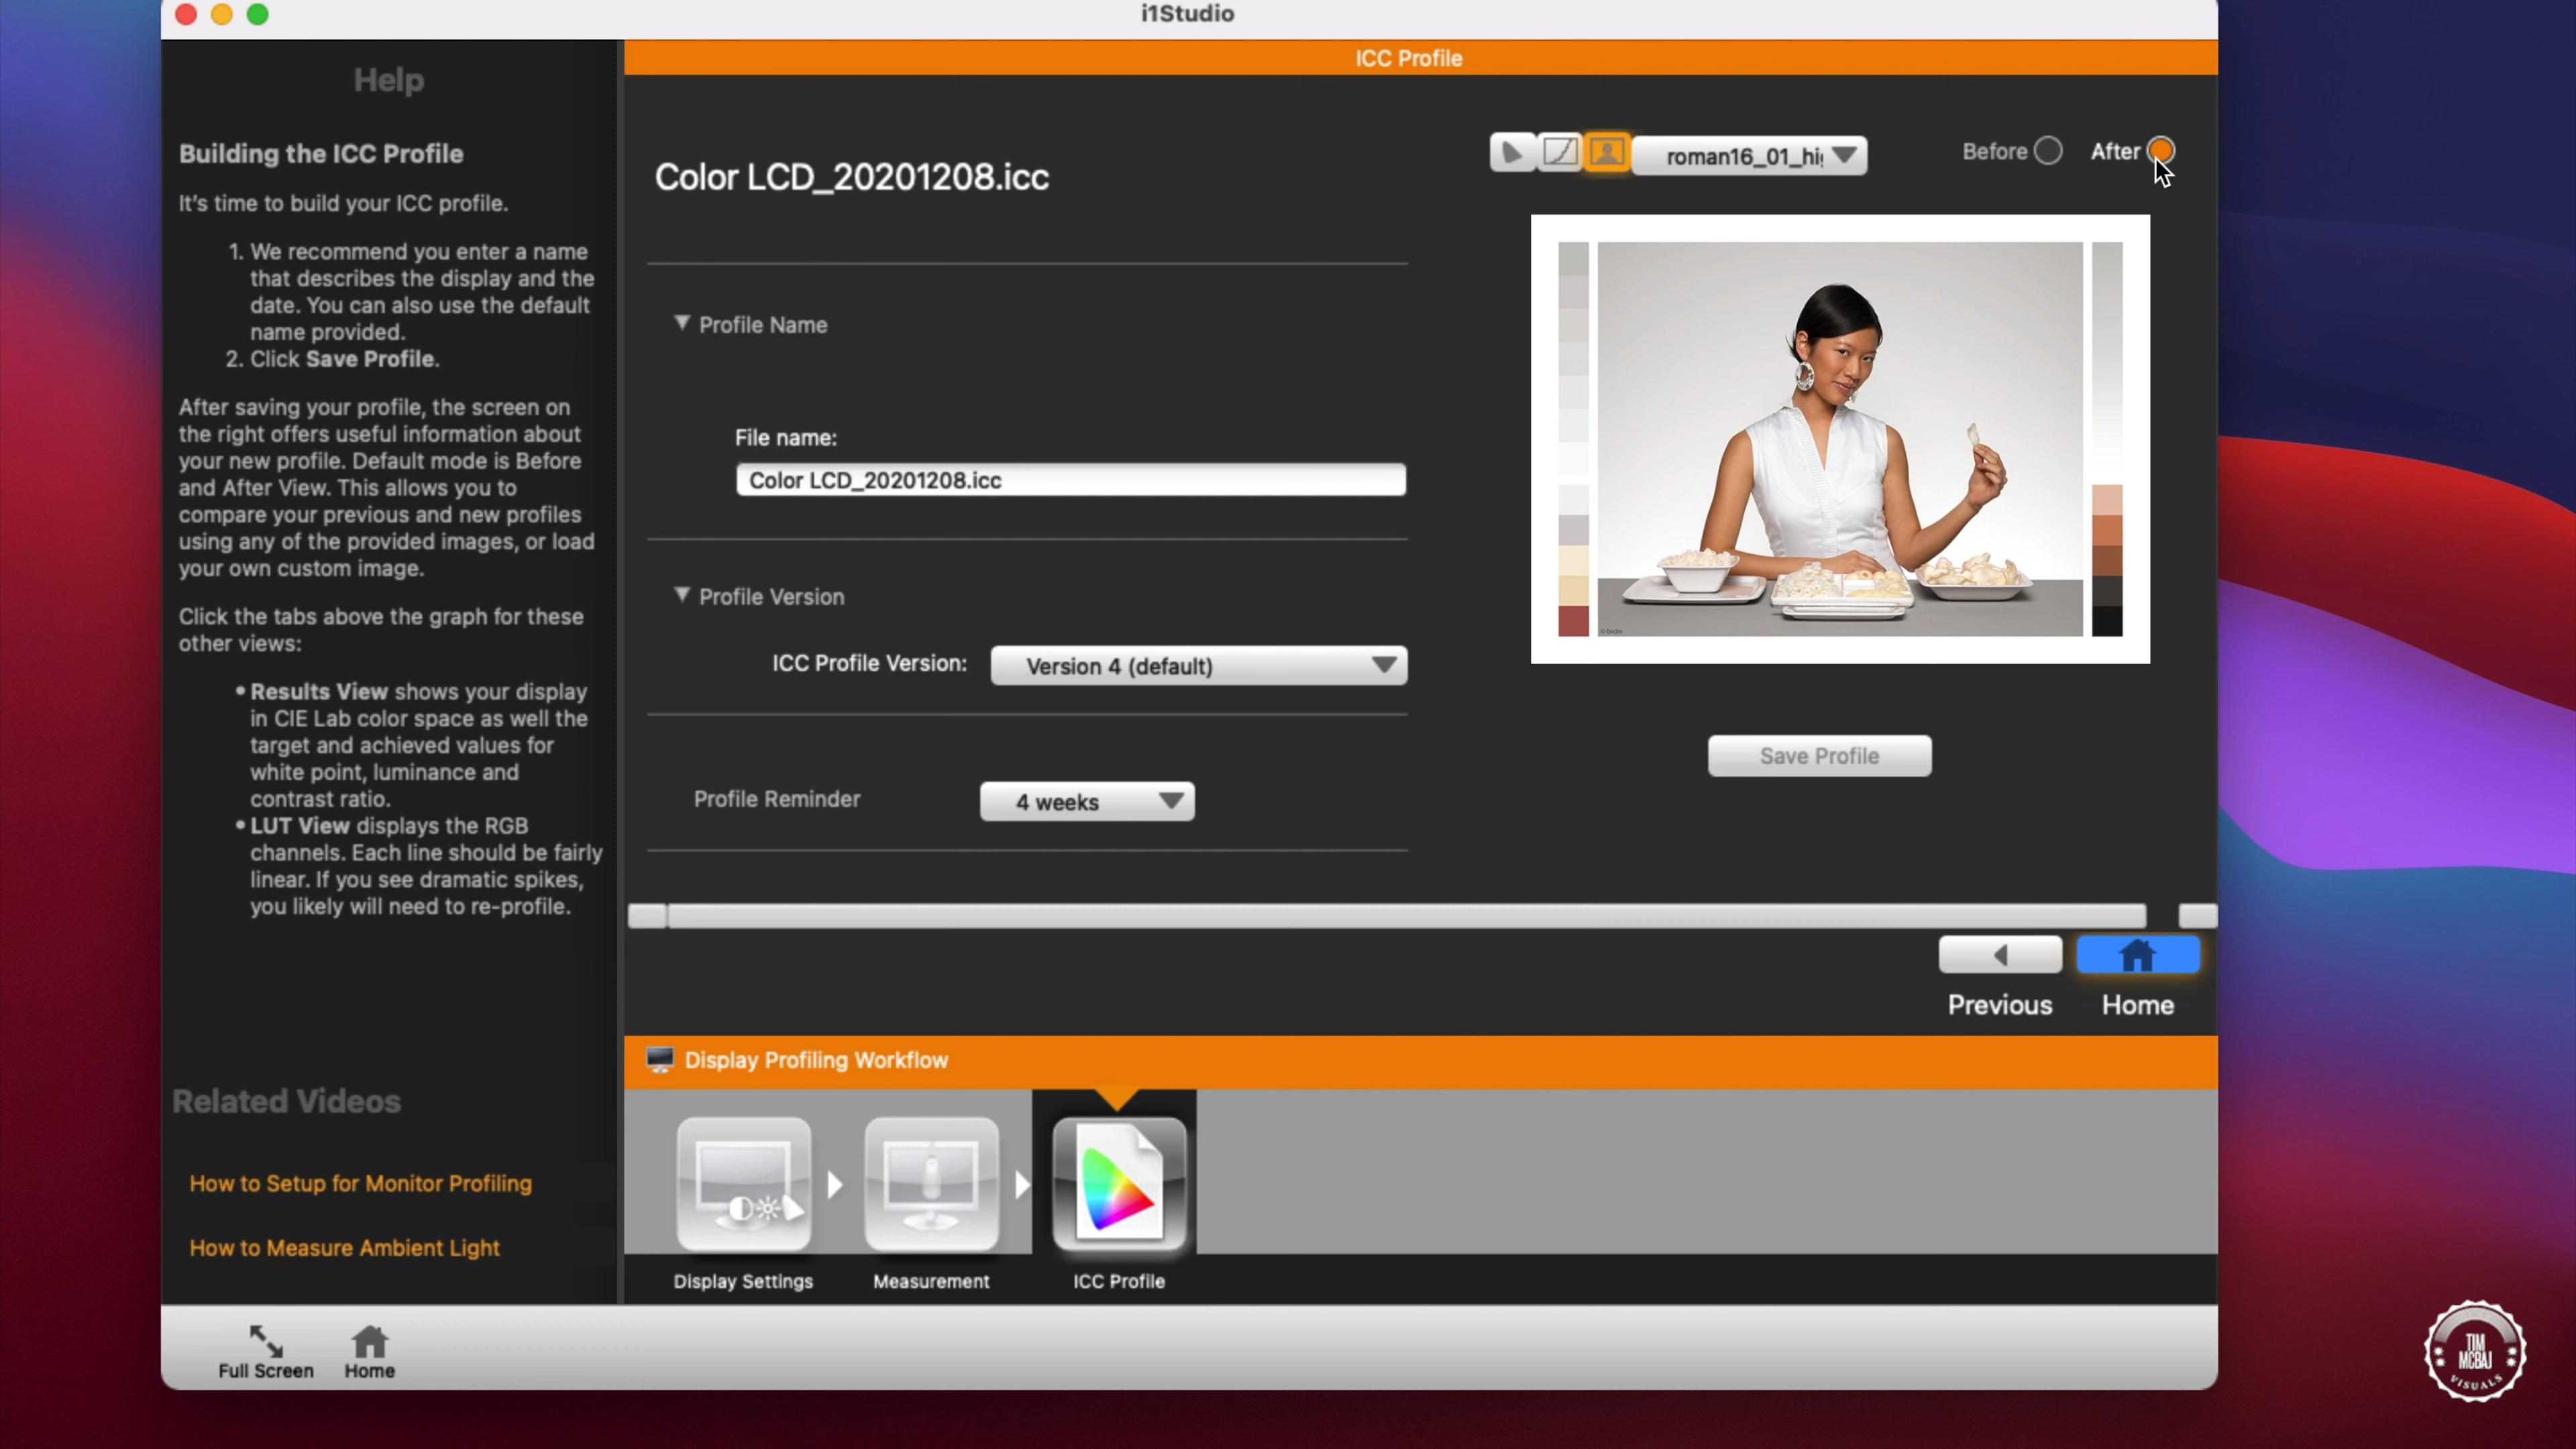 i1Studio
Help
Building the ICC Profile
It's time to build your ICC profile.
1. We recommend you enter a name
that describes the display and the
date. You can also use the default
name provided.
2. Click Save Profile.
After saving your profile, the screen on
the right offers useful information about
your new profile. Default mode is Before
and After View. This allows you to
compare your previous and new profiles
using any of the provided images, or load
your own custom image.
Click the tabs above the graph for these
other views:
• Results View shows your display
in CIE Lab color space as well the
target and achieved values for
white point, luminance and
contrast ratio.
• LUT View displays the RGB
channels. Each line should be fairly
linear. If you see dramatic spikes,
you likely will need to re-profile.
Related Videos
How to Setup for Monitor Profiling
How to Measure Ambient Light
ICC Profile
Color LCD_20201208.icc
roman16_01_hi
Before
After
Profile Name
File name:
Color LCD_20201208.icc
Profile Version
ICC Profile Version:
Version 4 (default)
Profile Reminder
4 weeks
Save Profile
Previous
Home
Display Profiling Workflow
Display Settings
Measurement
ICC Profile
Full Screen
Home
TIM
MCBAJ
VISUALS